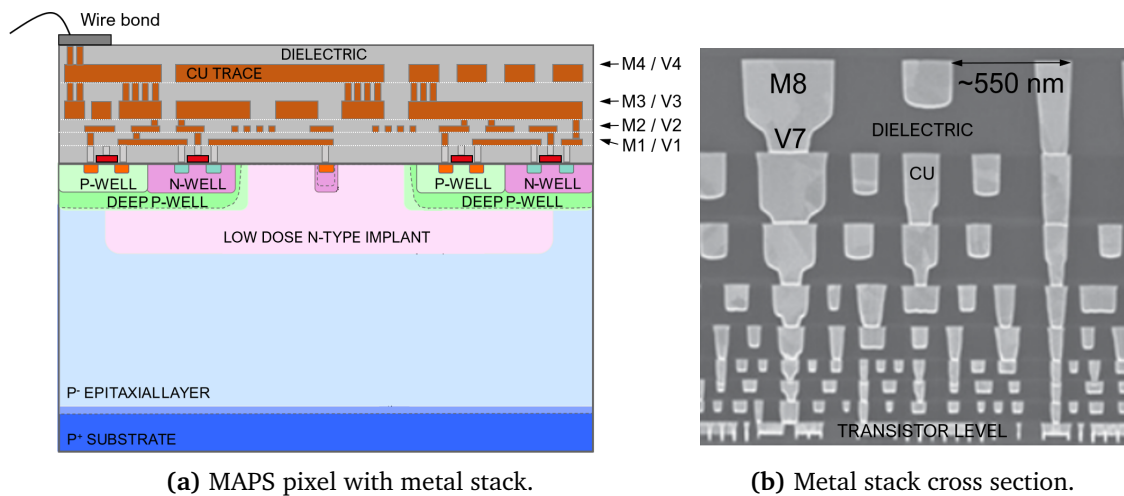 Wire bond
DIELECTRIC
CU TRACE
M4 / V4
M3 / V3
M2 / V2
M1 / V1
P-WELL
N-WELL
P-WELL
N-WELL
DEEP P-WELL
DEEP P-WELL
LOW DOSE N-TYPE IMPLANT
P⁻ EPITAXIAL LAYER
P⁺ SUBSTRATE
(a) MAPS pixel with metal stack.
M8
~550 nm
V7
DIELECTRIC
CU
TRANSISTOR LEVEL
(b) Metal stack cross section.